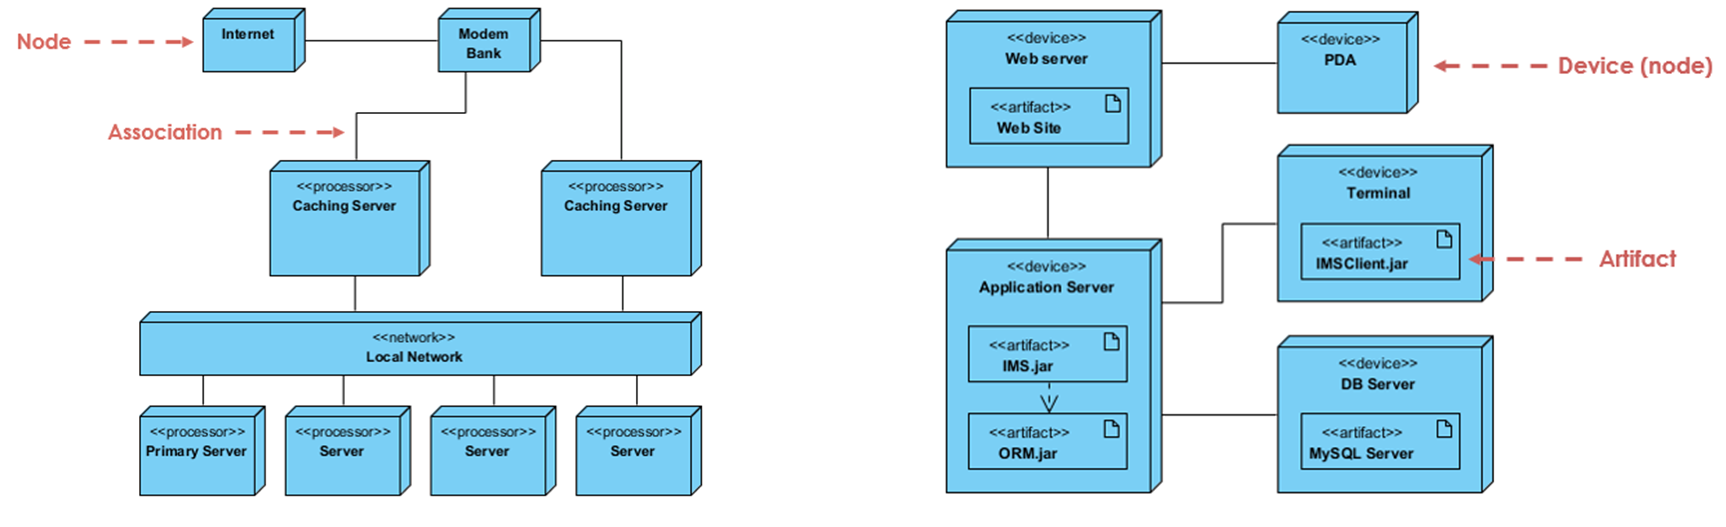 Node
Internet
Modem
Bank
Association
<<processor>>
Caching Server
<<processor>>
Caching Server
<<network>>
Local Network
<<processor>>
Primary Server
<<processor>>
Server
<<processor>>
Server
<<processor>>
Server
<<device>>
Web server
<<artifact>>
Web Site
<<device>>
PDA
Device (node)
<<device>>
Terminal
<<artifact>>
IMSClient.jar
Artifact
<<device>>
Application Server
<<artifact>>
IMS.jar
<<artifact>>
ORM.jar
<<device>>
DB Server
<<artifact>>
MySQL Server